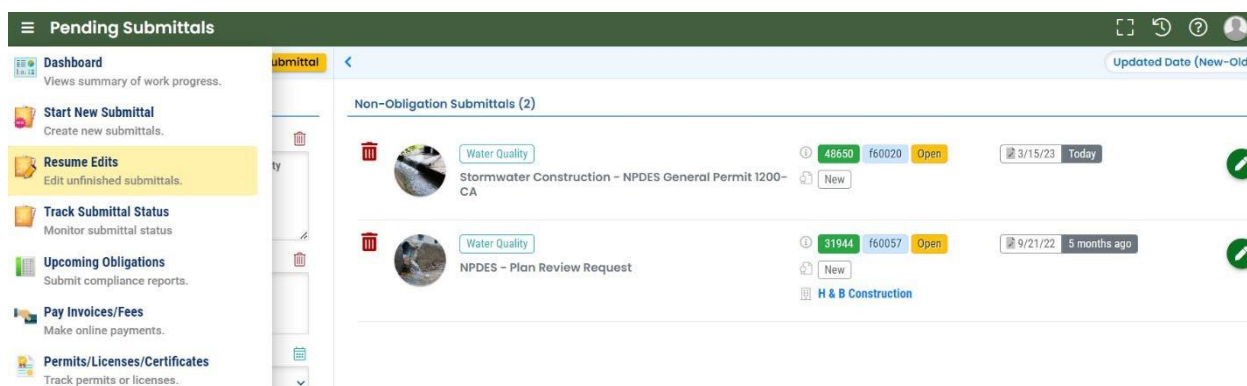 Pending Submittals
Dashboard
Views summary of work progress.
Start New Submittal
Create new submittals.
Resume Edits
Edit unfinished submittals.
Track Submittal Status
Monitor submittal status
Upcoming Obligations
Submit compliance reports.
Pay Invoices/Fees
Make online payments.
Permits/Licenses/Certificates
Track permits or licenses.
ubmittal
ty
Updated Date (New-Old
Non-Obligation Submittals (2)
Water Quality
Stormwater Construction - NPDES General Permit 1200-
CA
48650 f60020 Open
New
3/15/23 Today
Water Quality
NPDES - Plan Review Request
31944 f60057 Open
New
H & B Construction
9/21/22 5 months ago